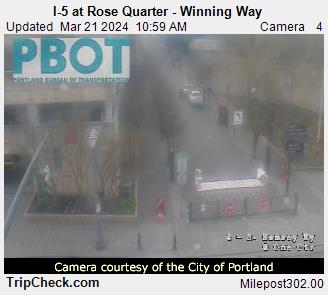 I-5 at Rose Quarter - Winning Way
Updated Mar 21 2024 10:59 AM Camera 4
PBOT
PORTLAND BUREAU OF TRANSPORTATION
Camera courtesy of the City of Portland
TripCheck.com Milepost302.00